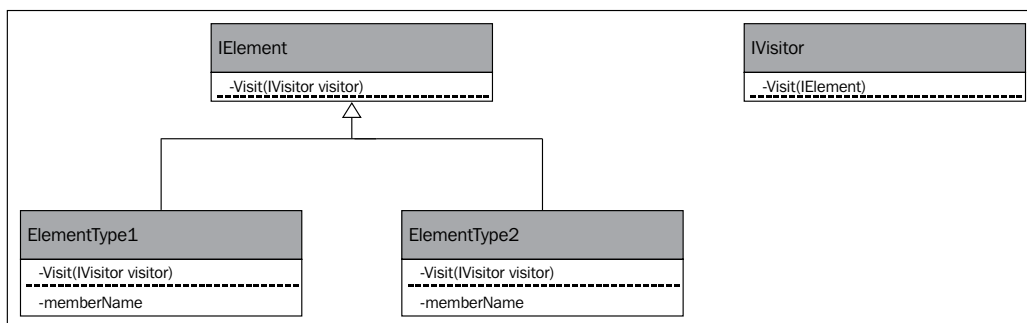 IElement
-Visit(IVisitor visitor)
IVisitor
-Visit(IElement)
ElementType1
-Visit(IVisitor visitor)
-memberName
ElementType2
-Visit(IVisitor visitor)
-memberName